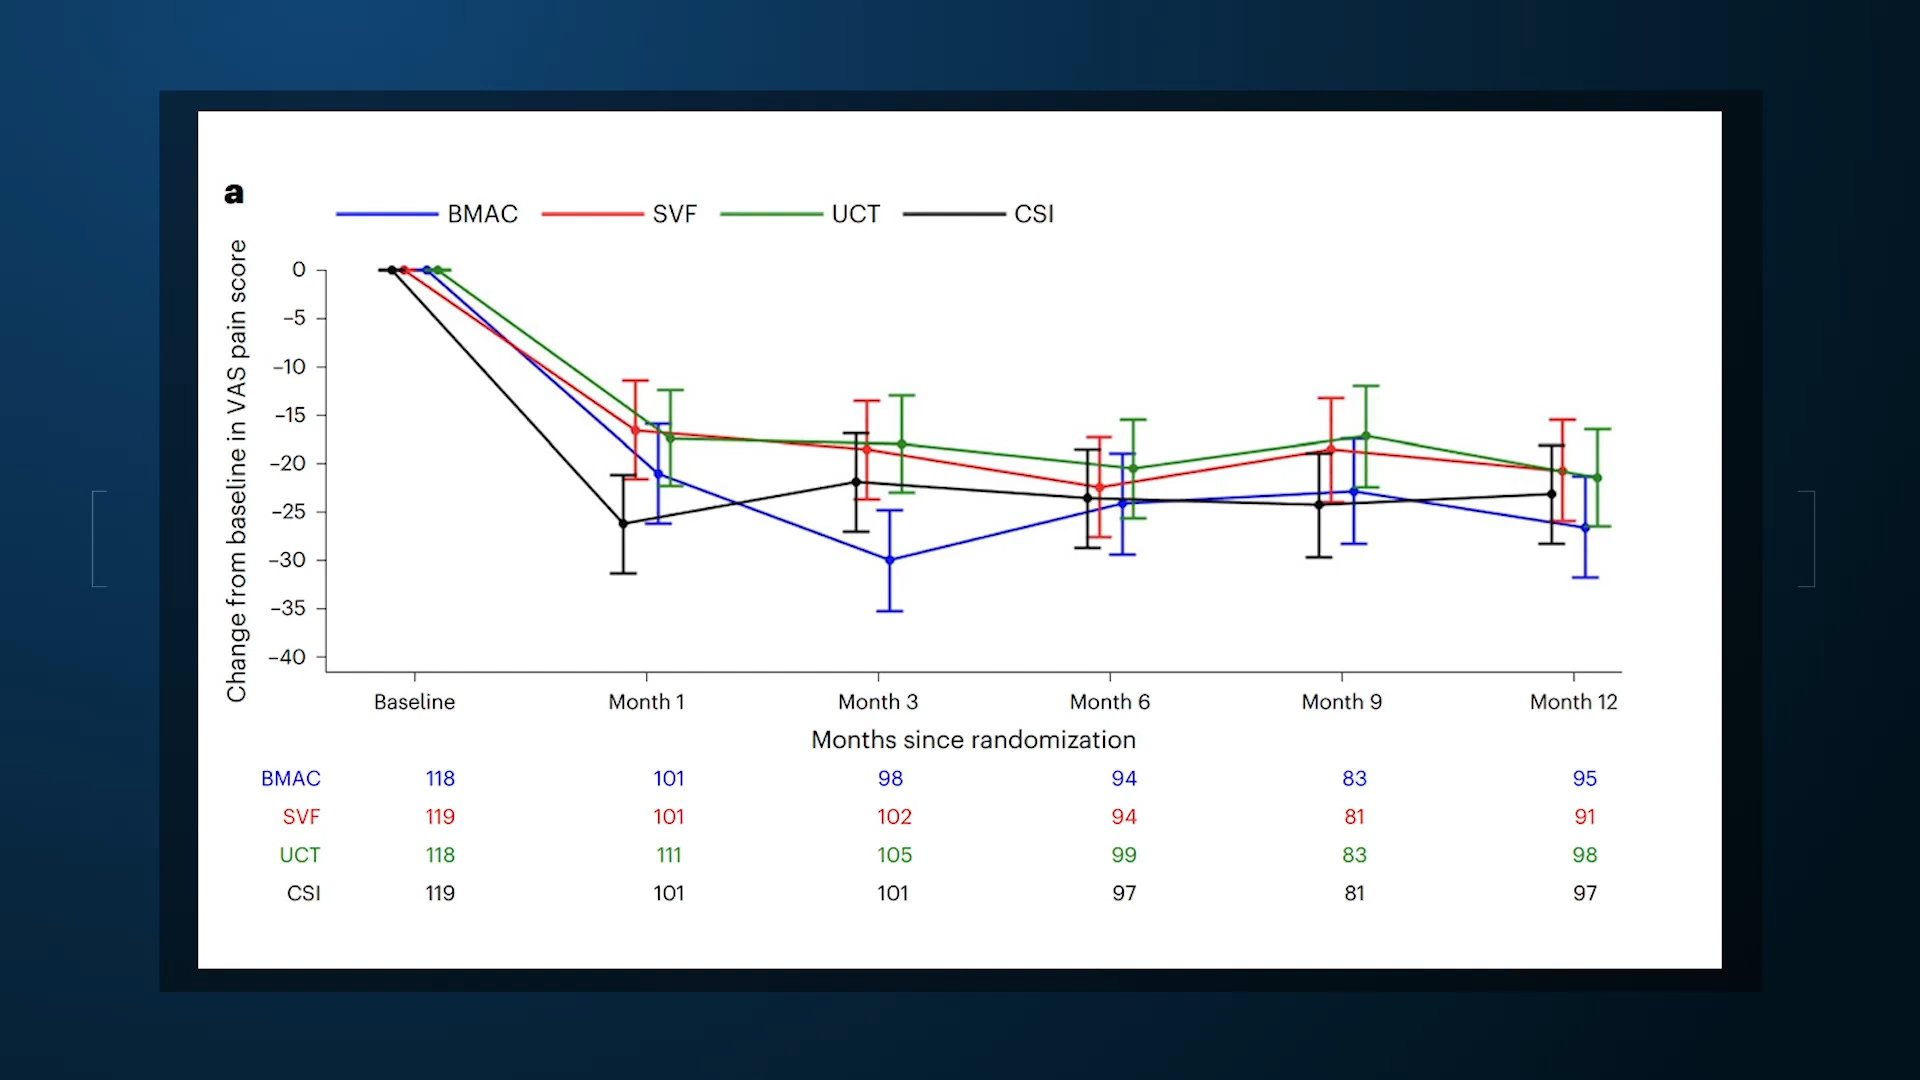 a
BMAC SVF UCT CSI
Change from baseline in VAS pain score
0
–5
–10
–15
–20
–25
–30
–35
–40
Baseline Month 1 Month 3 Month 6 Month 9 Month 12
Months since randomization
BMAC 118 101 98 94 83 95
SVF 119 101 102 94 81 91
UCT 118 111 105 99 83 98
CSI 119 101 101 97 81 97